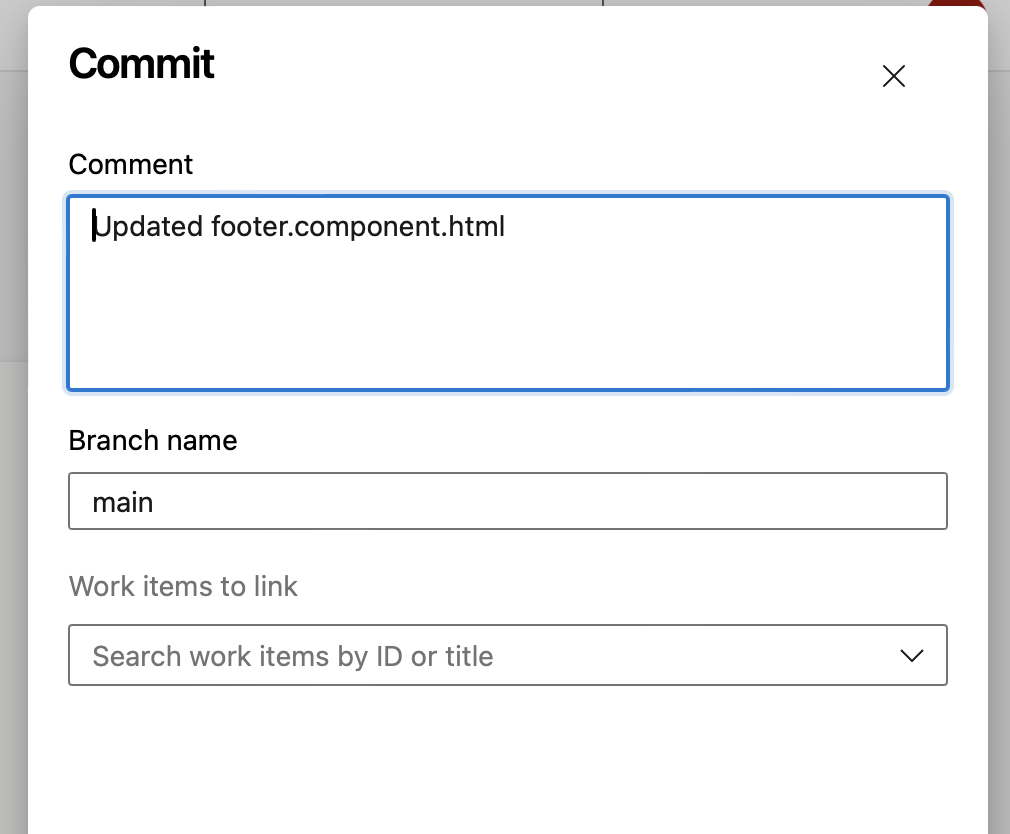 Commit
Comment
Updated footer.component.html
Branch name
main
Work items to link
Search work items by ID or title